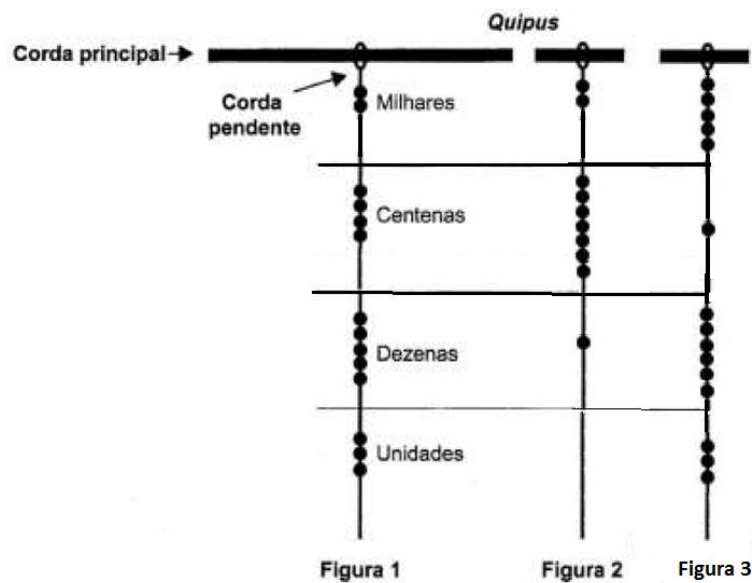 Quipus
Corda principal
Corda
pendente
Milhares
Centenas
Dezenas
Unidades
Figura 1
Figura 2
Figura 3